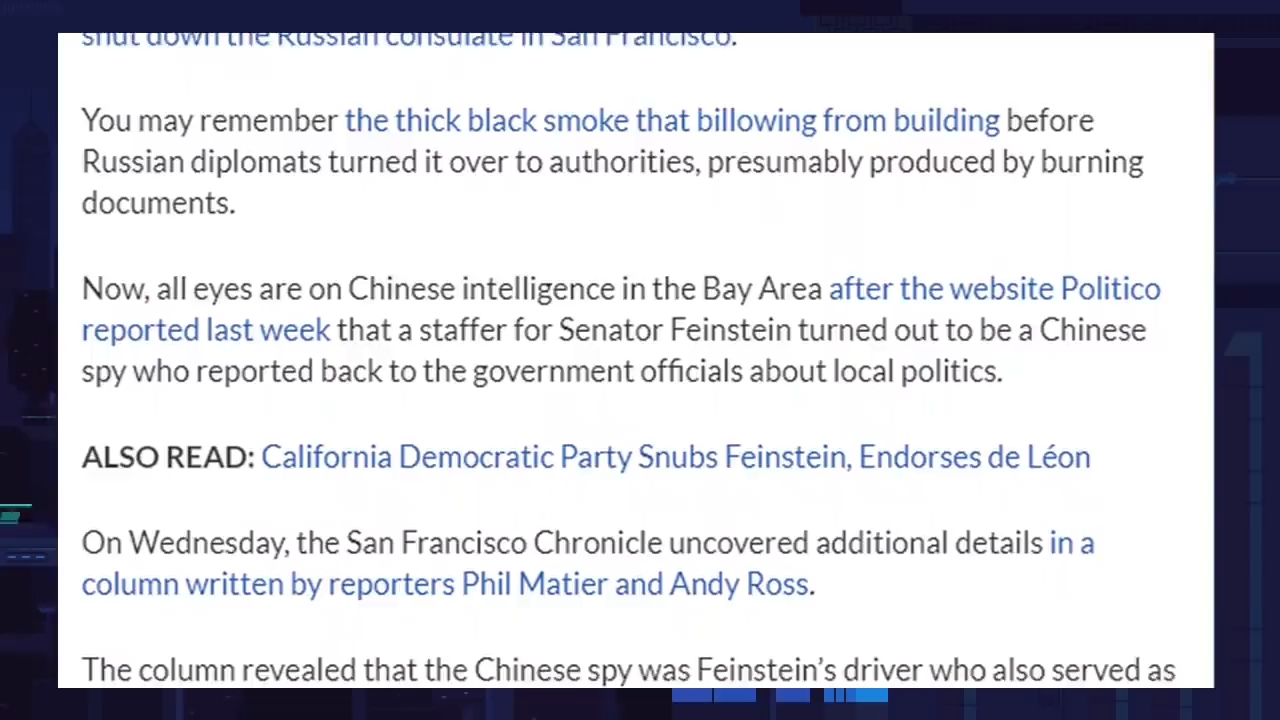 shut down the Russian consulate in San Francisco.
You may remember the thick black smoke that billowing from building before
Russian diplomats turned it over to authorities, presumably produced by burning
documents.
Now, all eyes are on Chinese intelligence in the Bay Area after the website Politico
reported last week that a staffer for Senator Feinstein turned out to be a Chinese
spy who reported back to the government officials about local politics.
ALSO READ: California Democratic Party Snubs Feinstein, Endorses de Léon
On Wednesday, the San Francisco Chronicle uncovered additional details in a
column written by reporters Phil Matier and Andy Ross.
The column revealed that the Chinese spy was Feinstein’s driver who also served as